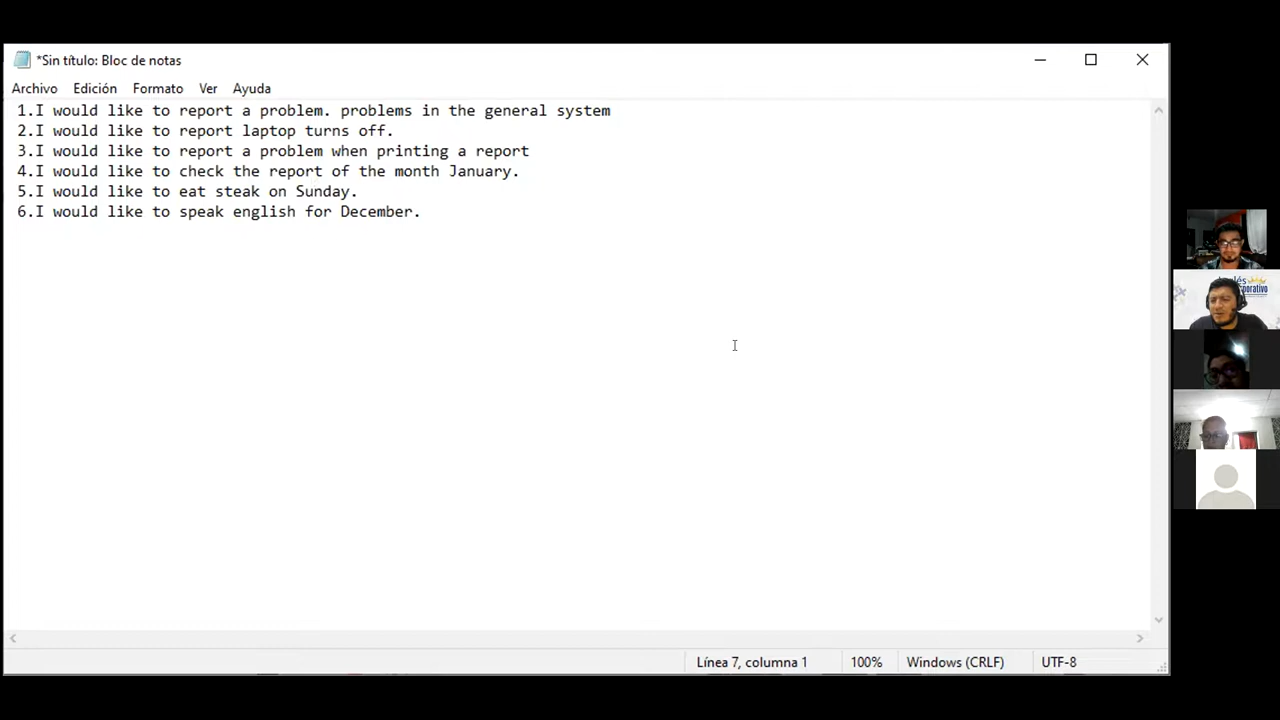 *Sin título: Bloc de notas
Archivo Edición Formato Ver Ayuda
1.I would like to report a problem. problems in the general system
2.I would like to report laptop turns off.
3.I would like to report a problem when printing a report
4.I would like to check the report of the month January.
5.I would like to eat steak on Sunday.
6.I would like to speak english for December.
Línea 7, columna 1 100% Windows (CRLF) UTF-8